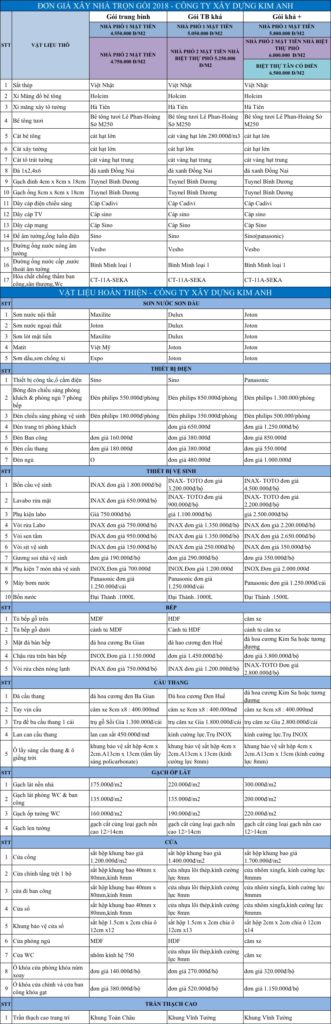 ĐƠN GIÁ XÂY NHÀ TRỌN GÓI 2018 - CÔNG TY XÂY DỰNG KIM ANH
STT VẬT LIỆU THÔ Gói trung bình Gói TB khá Gói khá +
NHÀ PHỐ 1 MẶT TIỀN 4.550.000 Đ/M2 NHÀ PHỐ 1 MẶT TIỀN 5.050.000 Đ/M2 NHÀ PHỐ 1 MẶT TIỀN 5.800.000 Đ/M2
NHÀ PHỐ 2 MẶT TIỀN 4.750.000 Đ/M2 NHÀ PHỐ 2 MẶT TIỀN NHÀ BIỆT THỰ PHỐ 5.250.000 Đ/M2 NHÀ PHỐ 2 MẶT TIỀN NHÀ BIỆT THỰ PHỐ 6.000.000 Đ/M2
BIỆT THỰ TÂN CỔ ĐIỂN 6.500.000 Đ/M2
1 Sắt thép Việt Nhật Việt Nhật Việt Nhật
2 Xi Măng đổ bê tông Holcim Holcim Holcim
3 Xi măng xây tô tường Hà Tiên Hà Tiên Hà Tiên
4 Bê tông tươi Bê tông tươi Lê Phan-Hoàng Sở M250 Bê tông tươi Lê Phan-Hoàng Sở M250 Bê tông tươi Lê Phan-Hoàng Sở M250
5 Cát bê tông cát hạt lớn cát vàng hạt lớn 280.000đ/m3 cát hạt lớn
6 Cát xây tường cát hạt lớn cát hạt lớn cát hạt lớn
7 Cát tô trát tường cát vàng hạt trung cát vàng hạt trung cát vàng hạt trung
8 Đá 1x2,4x6 đá xanh Đồng Nai đá xanh Đồng Nai đá xanh Đồng Nai
9 Gạch đinh 4cm x 8cm x 18cm Tuynel Bình Dương Tuynel Bình Dương Tuynel Bình Dương
10 Gạch ống 8cm x 8cm x 18cm Tuynel Bình Dương Tuynel Bình Dương Tuynel Bình Dương
11 Dây cáp điện chiếu sáng Cáp Cadivi Cáp Cadivi Cáp Cadivi
12 Dây cáp TV Cáp sino Cáp sino Cáp sino
13 Dây cáp mạng Cáp Sino Cáp sino Cáp sino
14 Đế âm tường,ống luồn điện Sino Sino Sino(panasonic)
15 Đường ống nước nóng âm tường Vesbo Vesbo Vesbo
16 Đường ống nước cấp ,nước thoát âm tường Bình Minh loại 1 Bình Minh loại 1 Bình Minh loại 1
17 Hóa chất chống thấm ban công,sân thượng,Wc CT-11A-SEKA CT-11A-SEKA CT-11A-SEKA
VẬT LIỆU HOÀN THIỆN - CÔNG TY XÂY DỰNG KIM ANH
STT SƠN NƯỚC SƠN DẦU
1 Sơn nước nội thất Maxilite Dulux Joton
2 Sơn nước ngoại thất Joton Dulux Joton
3 Sơn lót mặt tiền Maxilite Dulux Joton
4 Matit Việt Mỹ Joton Joton
5 Sơn dầu,sơn chống xỉ Expo Joton Joton
STT THIẾT BỊ ĐIỆN
1 Thiết bị công tắc,ổ cắm điện Sino Sino Panasonic
2 Bóng đèn chiếu sáng phòng khách & phòng ngủ 7 phòng bếp Đèn philips 550.000/phòng Đèn philips 850.000/phòng Đèn philips 1.300.000/phòng
3 Đèn chiếu sáng phòng vệ sinh Đèn philips 180.000đ/phòng Đèn philips 350.000/phòng Đèn philips 500.000/phòng
4 Đèn trang trí phòng khách đơn giá 650.000đ đơn giá 1.250.000đ/bộ
5 Đèn Ban công đơn giá 160.000đ đơn giá 380.000đ đơn giá 850.000đ
6 Đèn cầu thang đơn giá 180.000đ đơn giá 380.000đ đơn giá 550.000đ
7 Đèn ngủ O đơn giá 480.000đ đơn giá 1.000.000đ
STT THIẾT BỊ VỆ SINH
1 Bồn cầu vệ sinh INAX đơn giá 1.800.000đ/bộ INAX- TOTO đơn giá 3.200.000đ/bộ INAX- TOTO đơn giá 4.500.000đ/bộ
2 Lavabo rửa mặt INAX đơn giá 650.000đ/bộ INAX- TOTO đơn giá 900.000đ/bộ INAX- TOTO đơn giá 2.200.000đ/bộ
3 Phụ kiện labo Giá 750.000đ/bộ giá 1.100.000đ/bộ giá 2.500.000đ/bộ
4 Vòi rửa Labo INAX đơn giá 750.000đ/bộ INAX đơn giá 1.350.000đ/bộ INAX đơn giá 2.200.000đ/bộ
5 Vòi sen tắm INAX đơn giá 950.000đ/bộ INAX đơn giá 1.350.000đ/bộ INAX đơn giá 2.650.000đ/bộ
6 Vòi sịt vệ sinh INAX đơn giá 150.000đ/bộ INAX đơn giá 250.000đ/bộ INAX đơn giá 350.000đ/bộ
7 Gương soi nhà vệ sinh đơn giá 190.000đ/bộ đơn giá 290.000đ/bộ đơn giá 350.000đ/bộ
8 Phụ kiện 7 món nhà vệ sinh INOX Đơn giá 700.000đ INOX Đơn giá 1.200.000đ INOX Đơn giá 2.000.000đ
9 Máy bơm nước Panasonic đơn giá 1.250.000đ/cái Panasonic đơn giá 1.250.000đ/cái Panasonic đơn giá 1.250.000đ/cái
10 Bồn nước Đại Thành .1000L Đại Thành .1000L Đại Thành .1500L
STT BẾP
1 Tủ bếp gỗ trên MDF HDF căm xe
2 Tủ bếp gỗ dưới cánh tủ MDF cánh tủ HDF cánh tủ căm xe
3 Mặt đá bàn bếp đá hoa cương Ba Gian đá hao cương đen Huế đá hoa cương Kim Sa hoặc tương đương
4 Chậu rửa trên bàn bếp INOX.Đơn giá 1.150.000đ đơn giá 1.450.000đ/bộ đơn giá 3.800.000đ/bộ
5 Vòi rửa chén nóng lạnh INAX đơn giá 750.000đ/bộ INAX đơn giá 1.200.000đ/bộ INAX-TOTO Đơn giá 2.800.000đ/bộ
STT CẦU THANG
1 Đá cầu thang đá hoa cương đen Ba Gian đá Hoa Cương Đen Huế đá hoa cương Kim Sa hoặc tương đương
2 Tay vịn cầu căm xe 8cm x8 : 400.000md căm xe 8cm x8 : 400.000md căm xe 8cm x8 : 400.000md
3 Trụ đề ba cầu thang 1 cái trụ gỗ Sồi Gia 1.300.000đ/cái trụ căm xe Gia 1.800.000đ/cái trụ căm xe Gia 2.800.000đ/cái
4 Lan can cầu thang lan can sắt 450.000đ/md kính cường lực,Trụ INOX kính cường lực,Trụ INOX
5 Ô lấy sáng cầu thang & ô giếng trời khung bảo vệ sắt hộp 4cm x 2cm.A13cm x 13cm (tấm lấy sáng policarbonate) khung bảo vệ sắt hộp 4cm x 2cm.A13cm x 13cm (kính cường lực 8mm) khung bảo vệ sắt hộp 4cm x 2cm.A13cm x 13cm (kính cường lực 8mm)
STT GẠCH ỐP LÁT
1 Gạch lát nền nhà 175.000đ/m2 220.000đ/m2 300.000đ/m2
2 Gạch lát phòng WC & ban công 135.000đ/m2 135.000đ/m2 200.000đ/m2
3 Gạch ốp tường WC 160.000đ/m2 190.000đ/m2 220.000đ/m2
4 Gạch len tường gạch cắt cùng loại gạch nền cao 12>14cm gạch cắt cùng loại gạch nền cao 12>14cm gạch cắt cùng loại gạch nền cao 12>14cm
STT CỬA
1 Cửa cổng sắt hộp khung bao giá 1.200.000đ/m2 sắt hộp khung bao giá 1.400.000đ/m2 sắt hộp khung bao giá 1.700.000đ/m2
2 Cửa chính tầng trệt 1 bộ sắt hộp khung bao 40mm x 80mm,kính 8mm cửa nhựa lõi thép,kính cường lực 8mm cửa nhôm xingfa, kính cường lực 8mm
3 cửa đi ban công sắt hộp khung bao 40mm x 80mm,kính 8mm cửa nhựa lõi thép,kính cường lực 8mm cửa nhôm xingfa, kính cường lực 8mm
4 Cửa sổ sắt hộp khung bao 40mm x 80mm,kính 8mm cửa nhựa lõi thép,kính cường lực 8mm cửa nhôm xingfa, kính cường lực 8mm
5 Khung bảo vệ cửa sổ sắt hộp 1.5cm x 2cm chia ô 12cm x12 sắt hộp 1.5cm x 2cm chia ô 12cm x13 sắt hộp 2cm x 2cm chia ô 12cm x14
6 Cửa phòng ngủ MDF HDF căm xe
7 Cửa WC nhôm kính hệ 750 cửa nhựa lõi thép,kính cường lực 8mm căm xe
8 Ổ khóa cửa phòng khóa núm xoay đơn giá 140.000đ/bộ đơn giá 270.000đ/bộ đơn giá 320.000đ/bộ
9 Ổ khóa cửa chính và cửa ban công khóa gạt đơn giá 380.000đ/bộ đơn giá 520.000đ/bộ đơn giá 1.150.000đ/bộ
STT TRẦN THẠCH CAO
1 Trần thạch cao trang trí Khung Toàn Châu Khung Vĩnh Tường Khung Vĩnh Tường